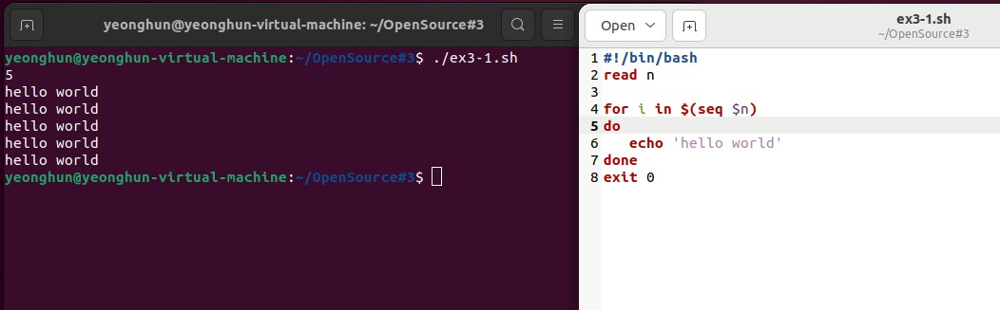 yeonghun@yeonghun-virtual-machine: ~/OpenSource#3
yeonghun@yeonghun-virtual-machine:~/OpenSource#3$ ./ex3-1.sh
5
hello world
hello world
hello world
hello world
hello world
yeonghun@yeonghun-virtual-machine:~/OpenSource#3$
Open
ex3-1.sh
~/OpenSource#3
1 #!/bin/bash
2 read n
3
4 for i in $(seq $n)
5 do
6    echo 'hello world'
7 done
8 exit 0